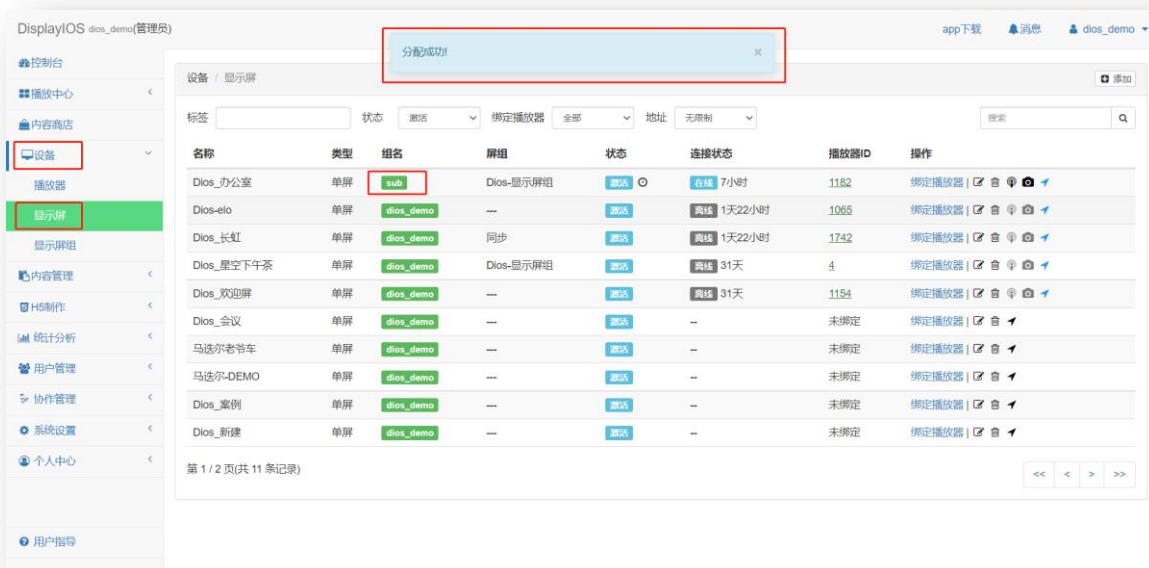 DisplayIOS dios_demo(管理员) app下载 消息 dios_demo
分配成功! ×
控制台
播放中心
内容商店
设备
播放器
显示屏
显示屏组
内容管理
H5制作
统计分析
用户管理
协作管理
系统设置
个人中心
用户指导
设备 / 显示屏 添加
标签 状态 激活 绑定播放器 全部 地址 无限制 搜索
名称 类型 组名 屏组 状态 连接状态 播放器ID 操作
Dios_办公室 单屏 sub Dios-显示屏组 激活 在线 7小时 1182 绑定播放器 |
Dios-elo 单屏 dios_demo --- 激活 离线 1天22小时 1065 绑定播放器 |
Dios_长虹 单屏 dios_demo 同步 激活 离线 1天22小时 1742 绑定播放器 |
Dios_星空下午茶 单屏 dios_demo Dios-显示屏组 激活 离线 31天 4 绑定播放器 |
Dios_欢迎屏 单屏 dios_demo --- 激活 离线 31天 1154 绑定播放器 |
Dios_会议 单屏 dios_demo --- 激活 -- 未绑定 绑定播放器 |
马迭尔老爷车 单屏 dios_demo --- 激活 -- 未绑定 绑定播放器 |
马迭尔-DEMO 单屏 dios_demo --- 激活 -- 未绑定 绑定播放器 |
Dios_案例 单屏 dios_demo --- 激活 -- 未绑定 绑定播放器 |
Dios_新建 单屏 dios_demo --- 激活 -- 未绑定 绑定播放器 |
第 1 / 2 页(共 11 条记录) << < > >>